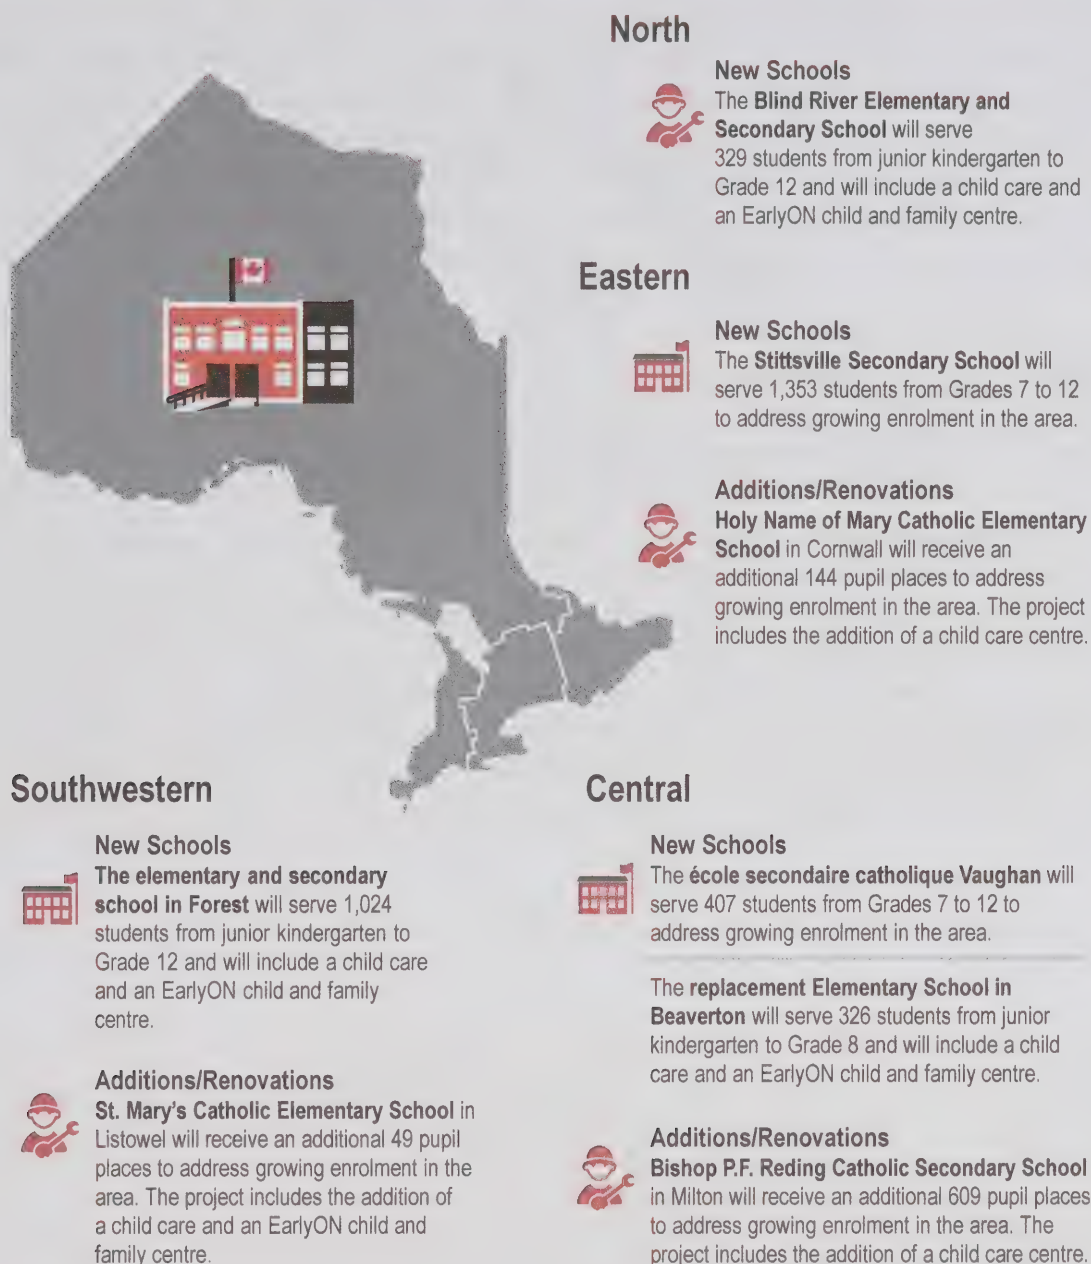 North
New Schools
The Blind River Elementary and
Secondary School will serve
329 students from junior kindergarten to
Grade 12 and will include a child care and
an EarlyON child and family centre.
Eastern
New Schools
The Stittsville Secondary School will
serve 1,353 students from Grades 7 to 12
to address growing enrolment in the area.
Additions/Renovations
Holy Name of Mary Catholic Elementary
School in Cornwall will receive an
additional 144 pupil places to address
growing enrolment in the area. The project
includes the addition of a child care centre.
Southwestern
New Schools
The elementary and secondary
school in Forest will serve 1,024
students from junior kindergarten to
Grade 12 and will include a child care
and an EarlyON child and family
centre.
Additions/Renovations
St. Mary's Catholic Elementary School in
Listowel will receive an additional 49 pupil
places to address growing enrolment in the
area. The project includes the addition of
a child care and an EarlyON child and
family centre.
Central
New Schools
The école secondaire catholique Vaughan will
serve 407 students from Grades 7 to 12 to
address growing enrolment in the area.
The replacement Elementary School in
Beaverton will serve 326 students from junior
kindergarten to Grade 8 and will include a child
care and an EarlyON child and family centre.
Additions/Renovations
Bishop P.F. Reding Catholic Secondary School
in Milton will receive an additional 609 pupil places
to address growing enrolment in the area. The
project includes the addition of a child care centre.